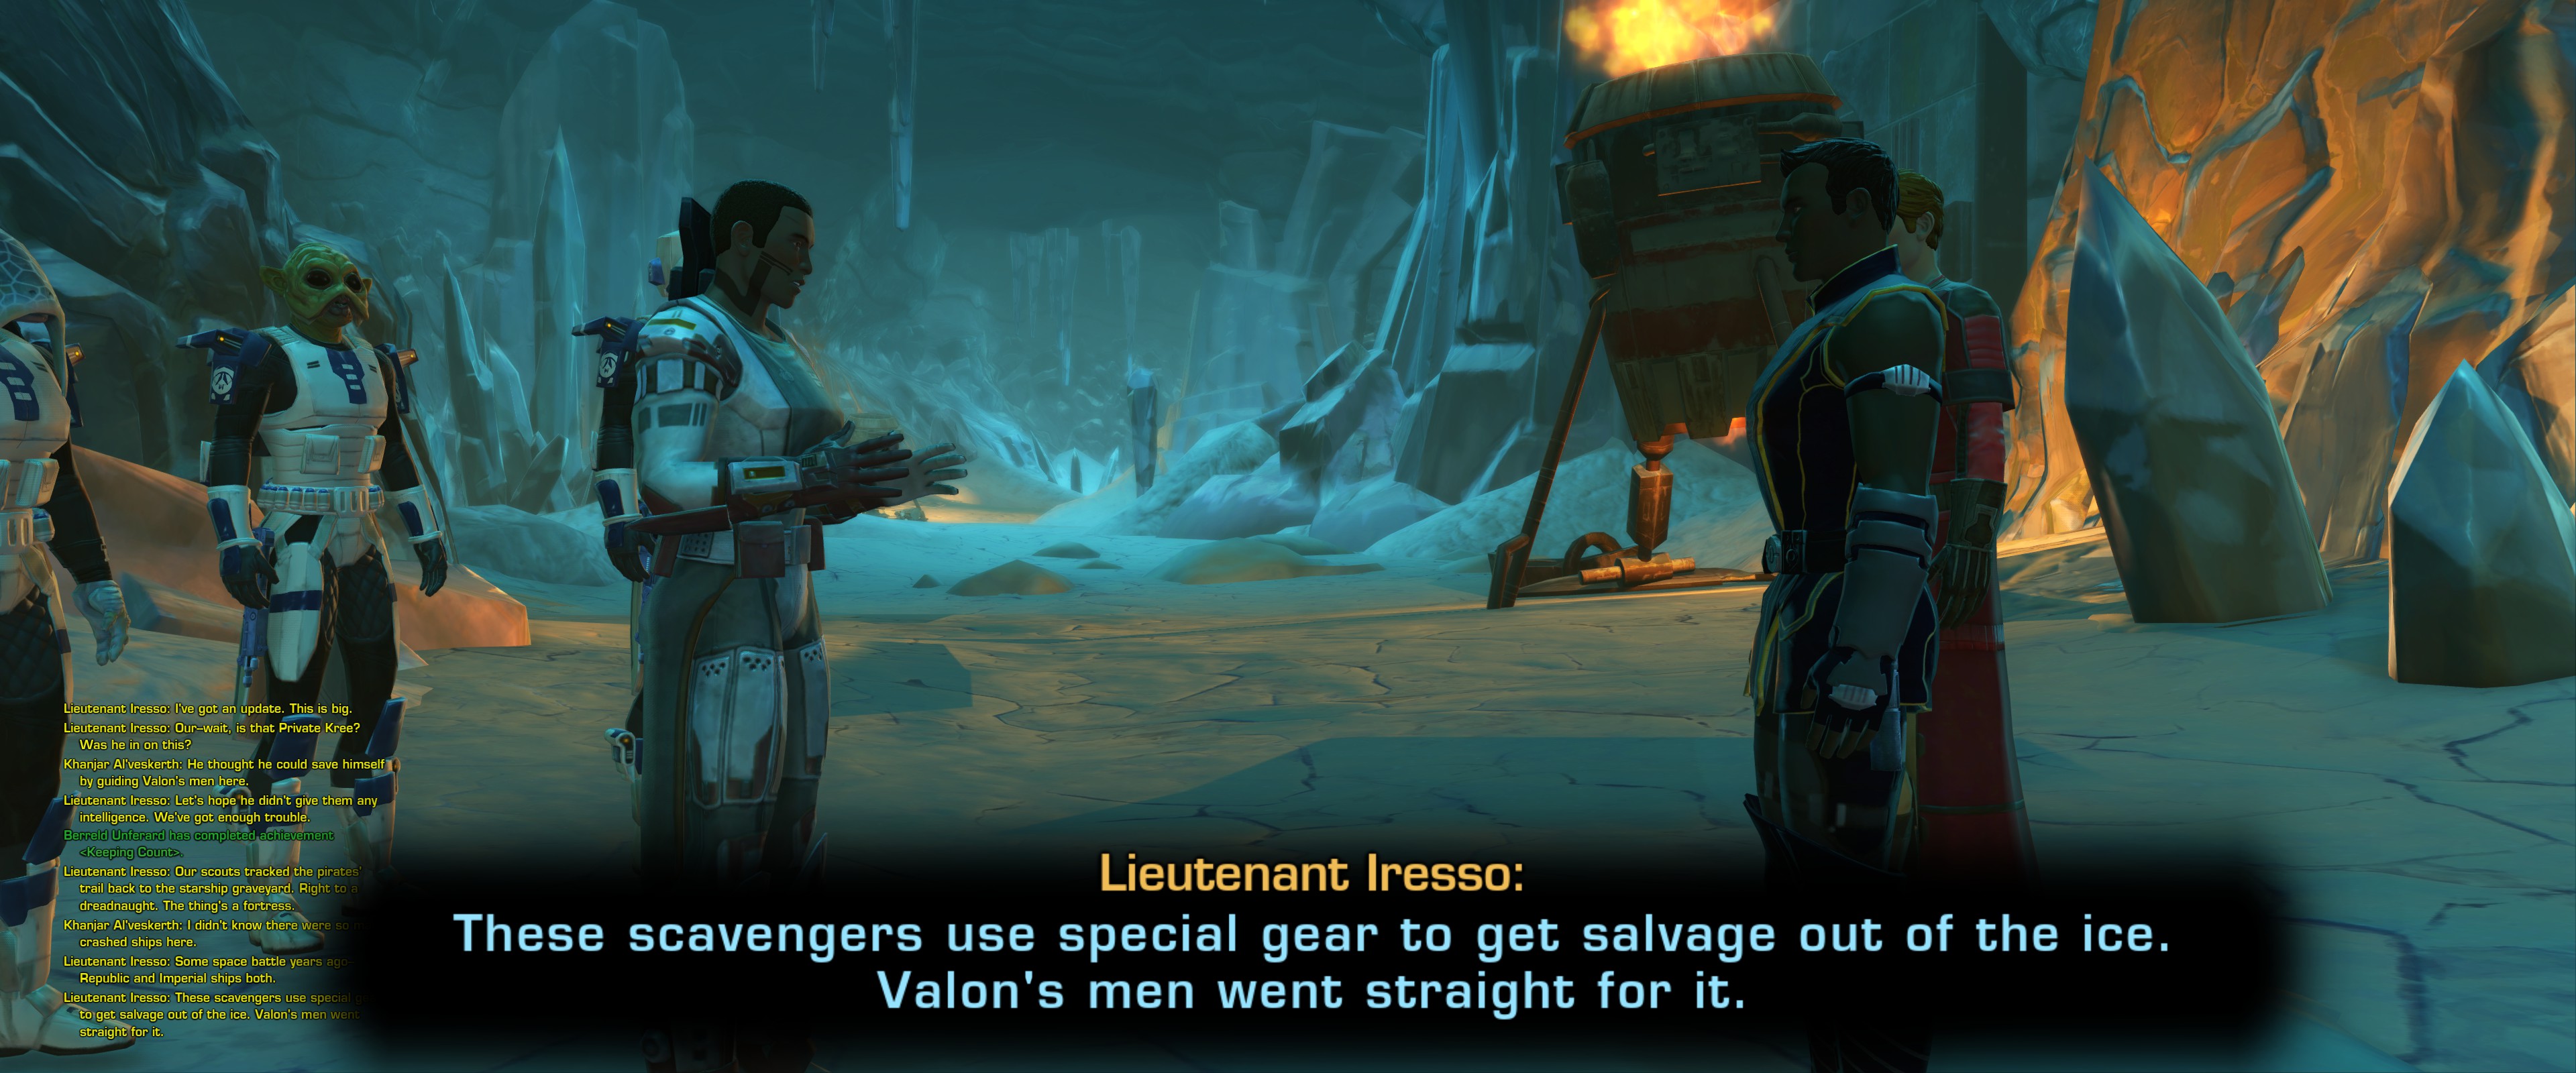 Lieutenant Iresso: I've got an update. This is big.
Lieutenant Iresso: Our–wait, is that Private Kree?
Was he in on this?
Khanjar Al'veskerth: He thought he could save himself
by guiding Valon's men here.
Lieutenant Iresso: Let's hope he didn't give them any
intelligence. We've got enough trouble.
Berreld Unferard has completed achievement
<Keeping Count>.
Lieutenant Iresso: Our scouts tracked the pirates'
trail back to the starship graveyard. Right to a
dreadnaught. The thing's a fortress.
Khanjar Al'veskerth: I didn't know there were so
crashed ships here.
Lieutenant Iresso: Some space battle years ago–
Republic and Imperial ships both.
Lieutenant Iresso: These scavengers use special
to get salvage out of the ice. Valon's men went
straight for it.
Lieutenant Iresso:
These scavengers use special gear to get salvage out of the ice.
Valon's men went straight for it.